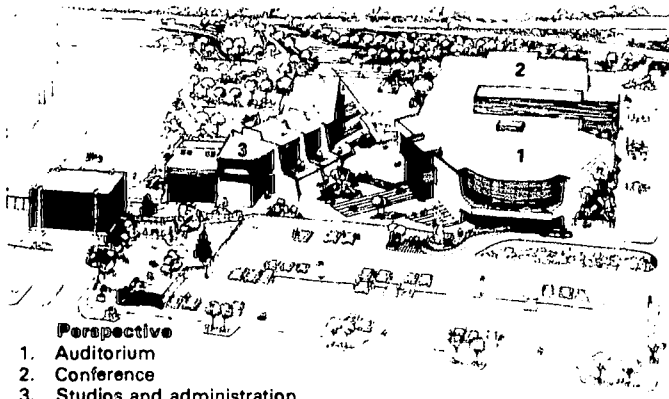 2
3
1
Perspective
1. Auditorium
2. Conference
3. Studios and administration